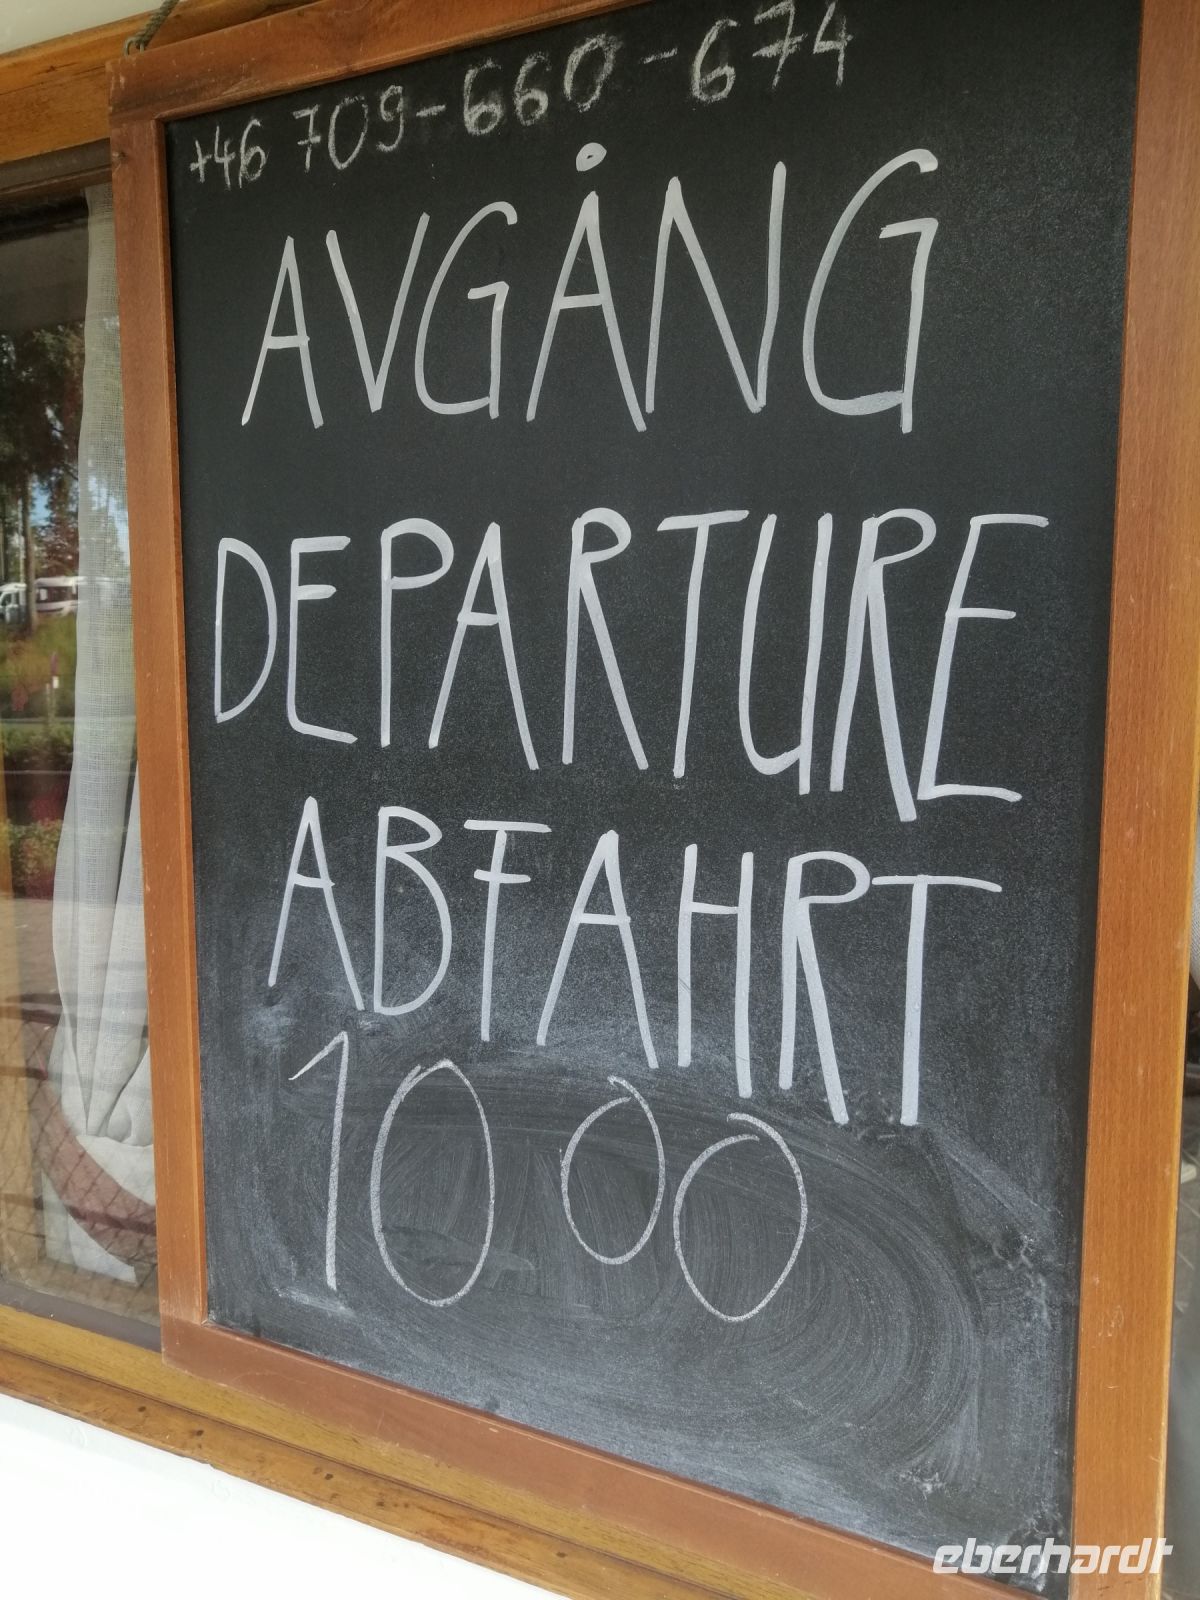 +46 709-660-674
AVGÅNG
DEPARTURE
ABFAHRT
10 00
eberhardt